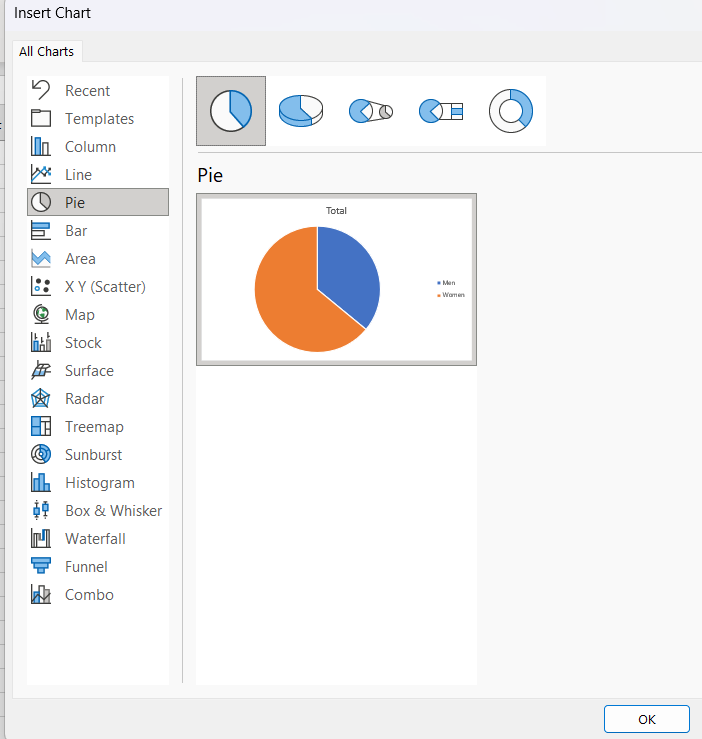 Insert Chart
All Charts
Recent
Templates
Column
Line
Pie
Bar
Area
X Y (Scatter)
Map
Stock
Surface
Radar
Treemap
Sunburst
Histogram
Box & Whisker
Waterfall
Funnel
Combo
Pie
Total
Men
Women
OK